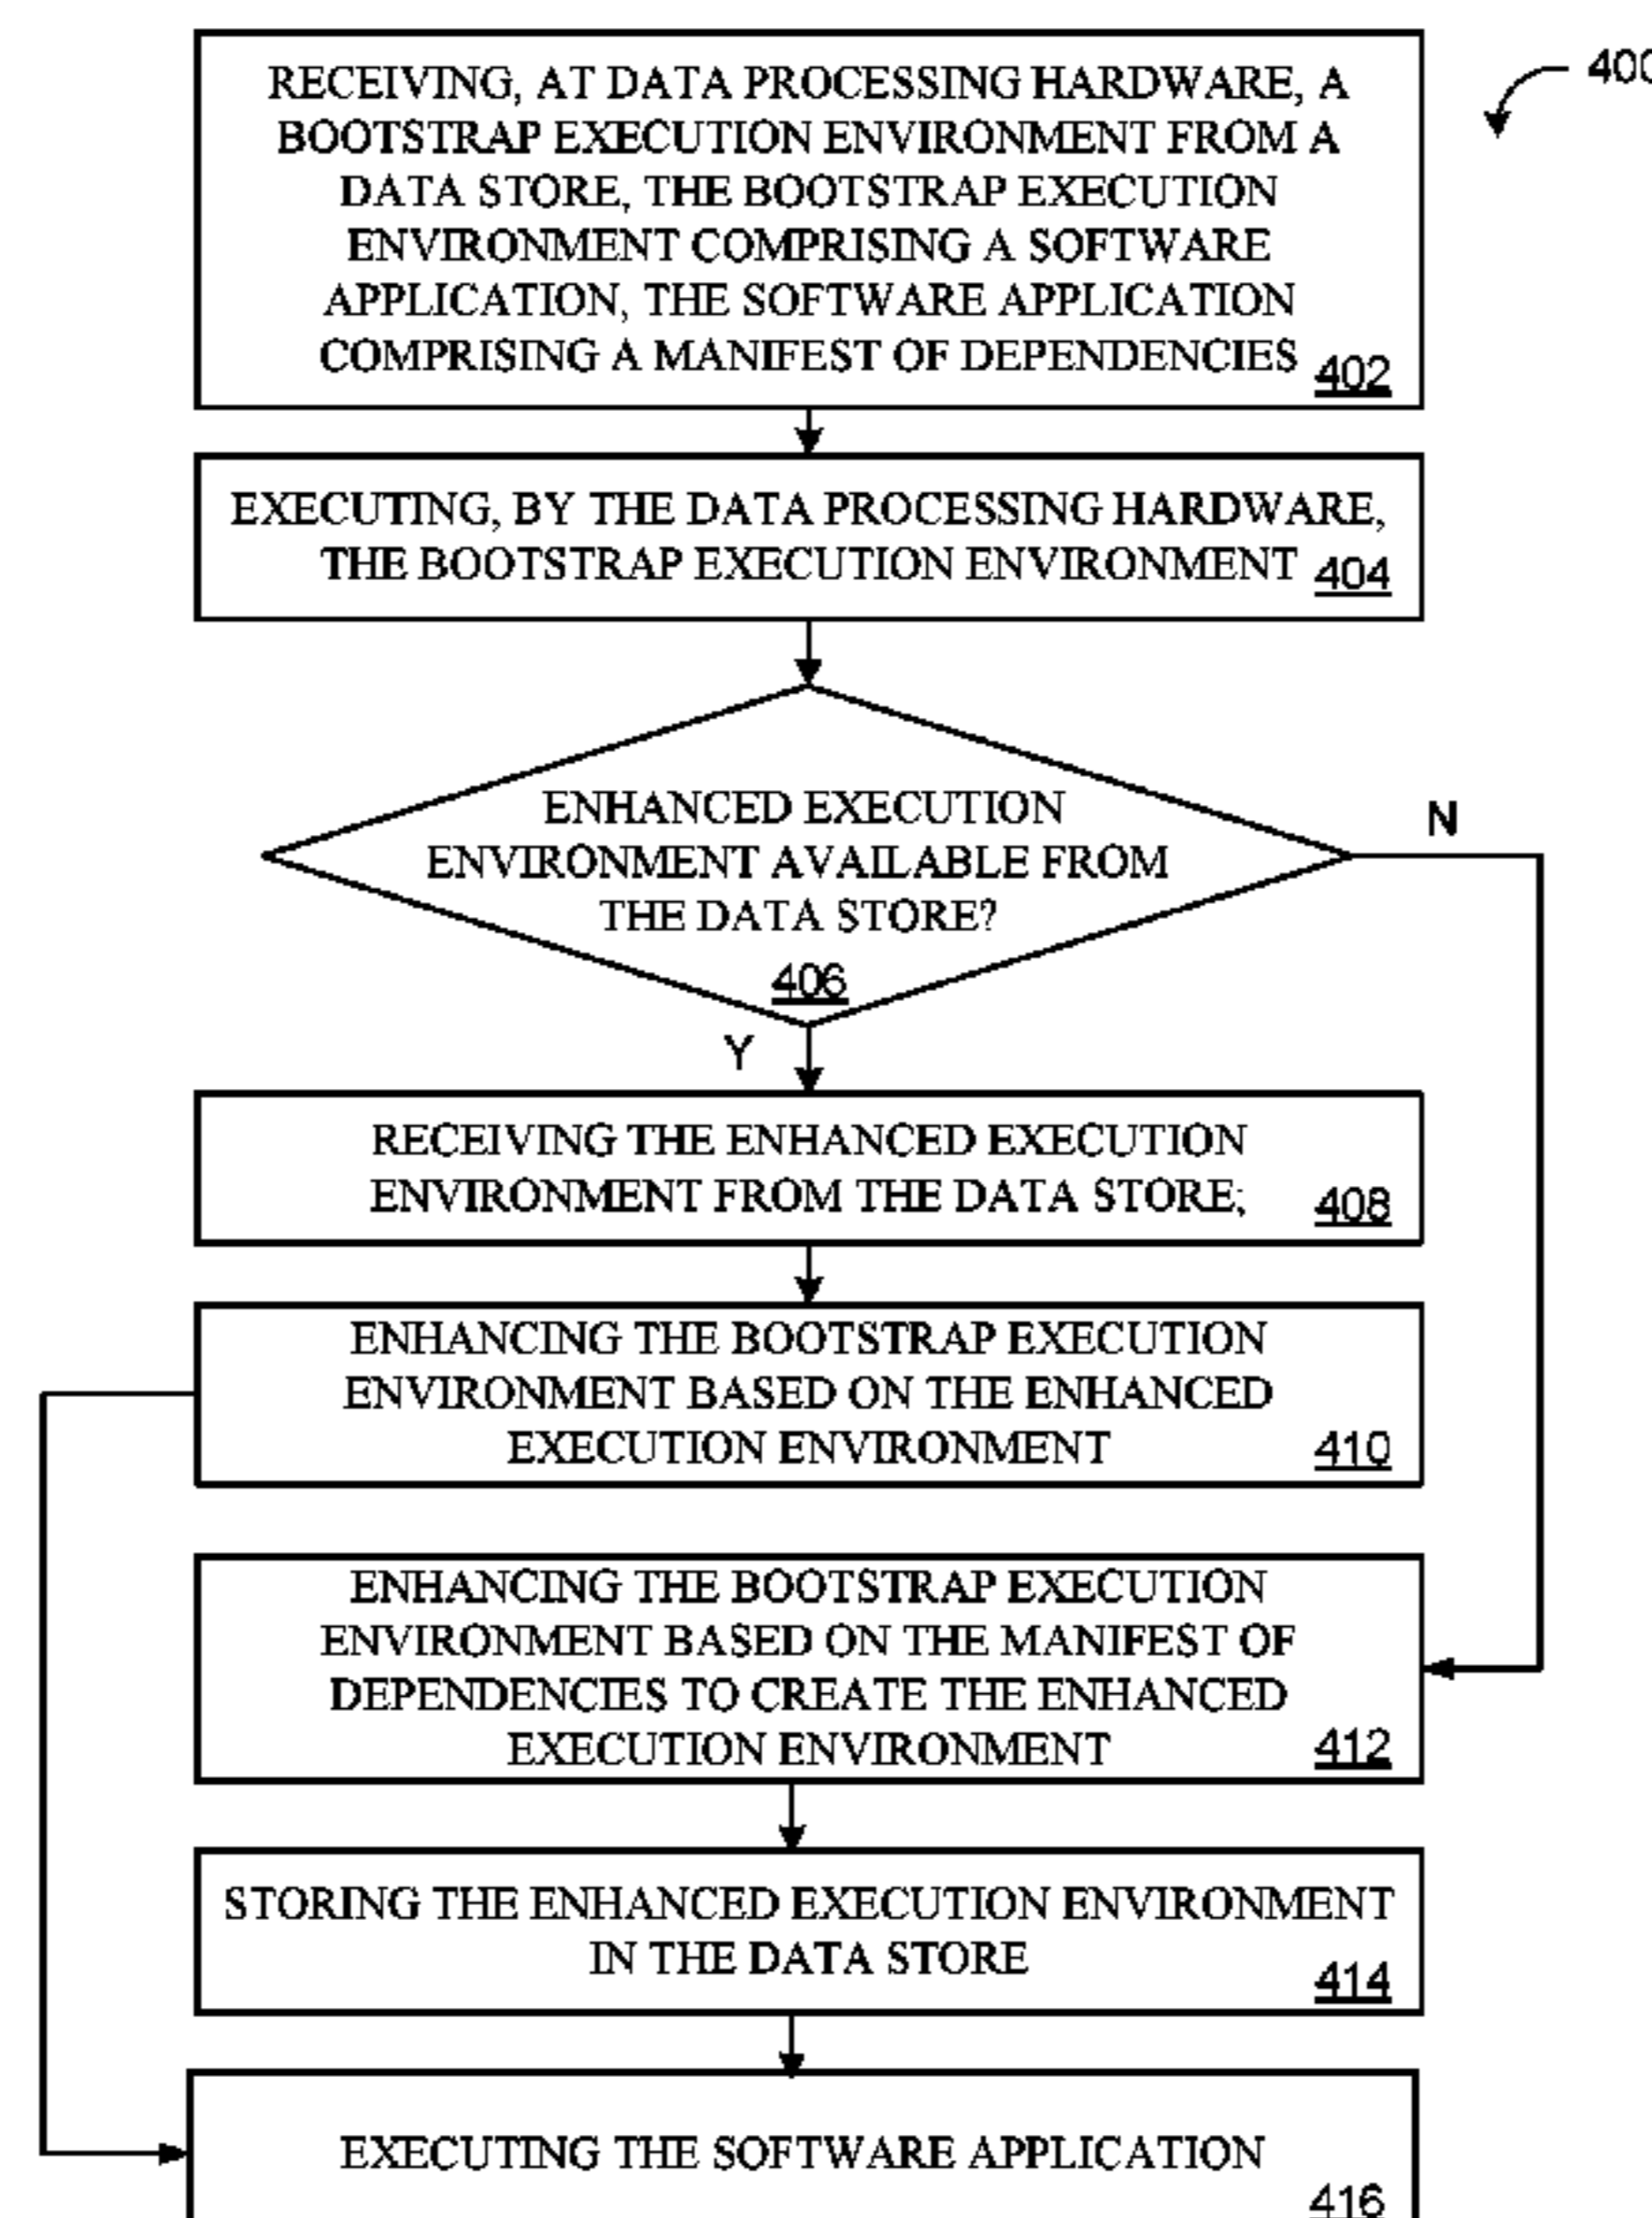 400
RECEIVING, AT DATA PROCESSING HARDWARE, A
BOOTSTRAP EXECUTION ENVIRONMENT FROM A
DATA STORE, THE BOOTSTRAP EXECUTION
ENVIRONMENT COMPRISING A SOFTWARE
APPLICATION, THE SOFTWARE APPLICATION
COMPRISING A MANIFEST OF DEPENDENCIES
402
EXECUTING, BY THE DATA PROCESSING HARDWARE,
THE BOOTSTRAP EXECUTION ENVIRONMENT
404
ENHANCED EXECUTION
ENVIRONMENT AVAILABLE FROM
THE DATA STORE?
406
N
Y
RECEIVING THE ENHANCED EXECUTION
ENVIRONMENT FROM THE DATA STORE;
408
ENHANCING THE BOOTSTRAP EXECUTION
ENVIRONMENT BASED ON THE ENHANCED
EXECUTION ENVIRONMENT
410
ENHANCING THE BOOTSTRAP EXECUTION
ENVIRONMENT BASED ON THE MANIFEST OF
DEPENDENCIES TO CREATE THE ENHANCED
EXECUTION ENVIRONMENT
412
STORING THE ENHANCED EXECUTION ENVIRONMENT
IN THE DATA STORE
414
EXECUTING THE SOFTWARE APPLICATION
416